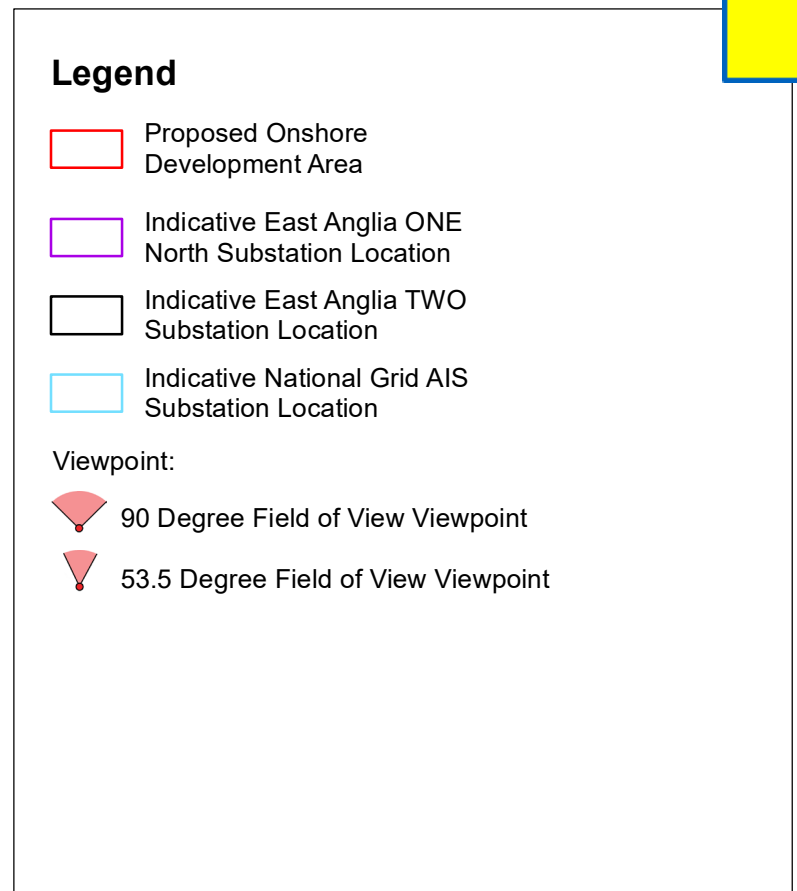 Legend
Proposed Onshore
Development Area
Indicative East Anglia ONE
North Substation Location
Indicative East Anglia TWO
Substation Location
Indicative National Grid AIS
Substation Location
Viewpoint:
90 Degree Field of View Viewpoint
53.5 Degree Field of View Viewpoint